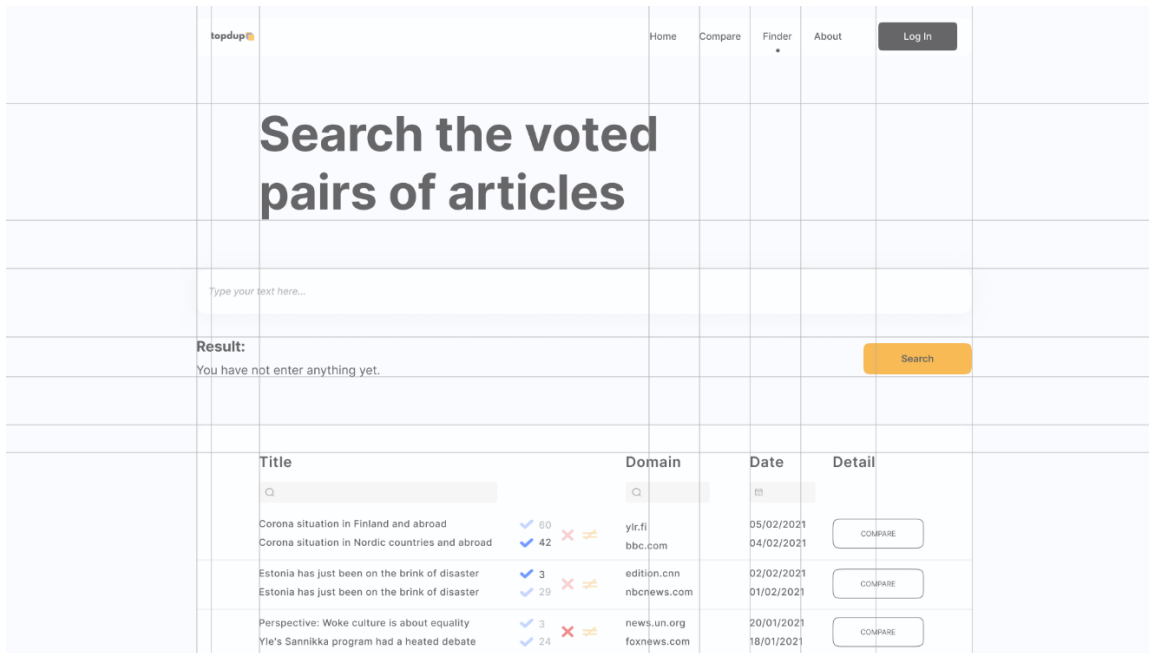 topdup
Home Compare Finder About Log In
Search the voted
pairs of articles
Type your text here...
Result:
You have not enter anything yet.
Search
Title Domain Date Detail
Corona situation in Finland and abroad 60 ylr.fi 05/02/2021
Corona situation in Nordic countries and abroad 42 bbc.com 04/02/2021
COMPARE
Estonia has just been on the brink of disaster 3 edition.cnn 02/02/2021
Estonia has just been on the brink of disaster 29 nbcnews.com 01/02/2021
COMPARE
Perspective: Woke culture is about equality 3 news.un.org 20/01/2021
Yle's Sannikka program had a heated debate 24 foxnews.com 18/01/2021
COMPARE